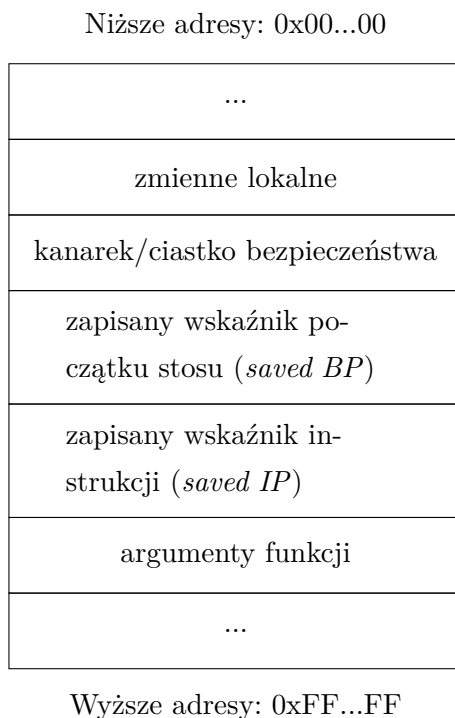 Niższe adresy: 0x00...00
...
zmienne lokalne
kanarek/ciastko bezpieczeństwa
zapisany wskaźnik po-
czątku stosu (saved BP)
zapisany wskaźnik in-
strukcji (saved IP)
argumenty funkcji
...
Wyższe adresy: 0xFF...FF